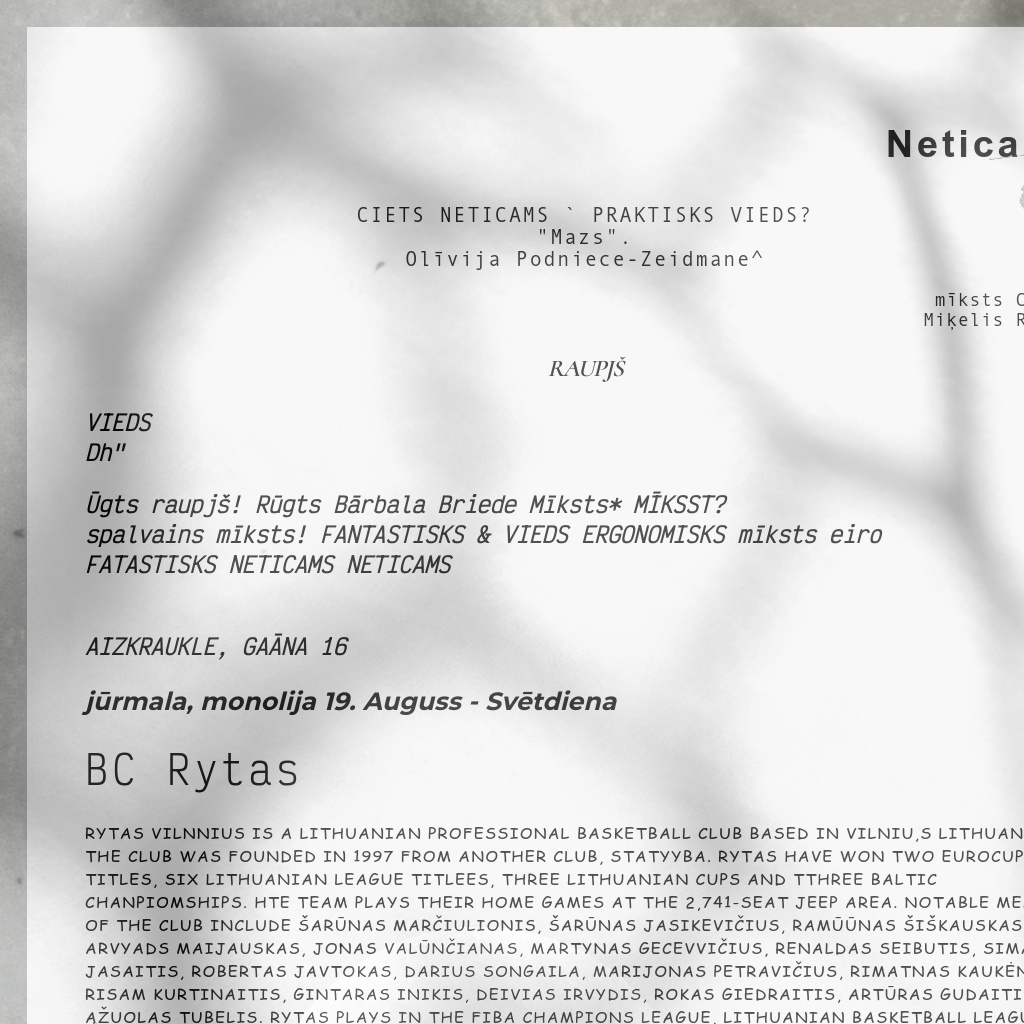 Netica
CIETS NETICAMS ` PRAKTISKS VIEDS?
"Mazs".
Olīvija Podniece-Zeidmane^
mīksts
Miķelis
RAUPJŠ
VIEDS
Dh"
Ūgts raupjš! Rūgts Bārbala Briede Mīksts* MĪKSST?
spalvains mīksts! FANTASTISKS & VIEDS ERGONOMISKS mīksts eiro
FATASTISKS NETICAMS NETICAMS
AIZKRAUKLE, GAĀNA 16
jūrmala, monolija 19. Auguss - Svētdiena
BC Rytas
RYTAS VILNNIUS IS A LITHUANIAN PROFESSIONAL BASKETBALL CLUB BASED IN VILNIU,S LITHUAN
THE CLUB WAS FOUNDED IN 1997 FROM ANOTHER CLUB, STATYYBA. RYTAS HAVE WON TWO EUROCUP
TITLES, SIX LITHUANIAN LEAGUE TITLEES, THREE LITHUANIAN CUPS AND TTHREE BALTIC
CHANPIOMSHIPS. HTE TEAM PLAYS THEIR HOME GAMES AT THE 2,741-SEAT JEEP AREA. NOTABLE ME
OF THE CLUB INCLUDE ŠARŪNAS MARČIULIONIS, ŠARŪNAS JASIKEVIČIUS, RAMŪŪNAS ŠIŠKAUSKAS
ARVYADS MAIJAUSKAS, JONAS VALŪNČIANAS, MARTYNAS GECEVVIČIUS, RENALDAS SEIBUTIS, SIMA
JASAITIS, ROBERTAS JAVTOKAS, DARIUS SONGAILA, MARIJONAS PETRAVIČIUS, RIMATNAS KAUKĖN
RISAM KURTINAITIS, GINTARAS INIKIS, DEIVIAS IRVYDIS, ROKAS GIEDRAITIS, ARTŪRAS GUDAITI
AŽUOLAS TUBELIS. RYTAS PLAYS IN THE FIBA CHAMPIONS LEAGUE, LITHUANIAN BASKETBALL LEAGU